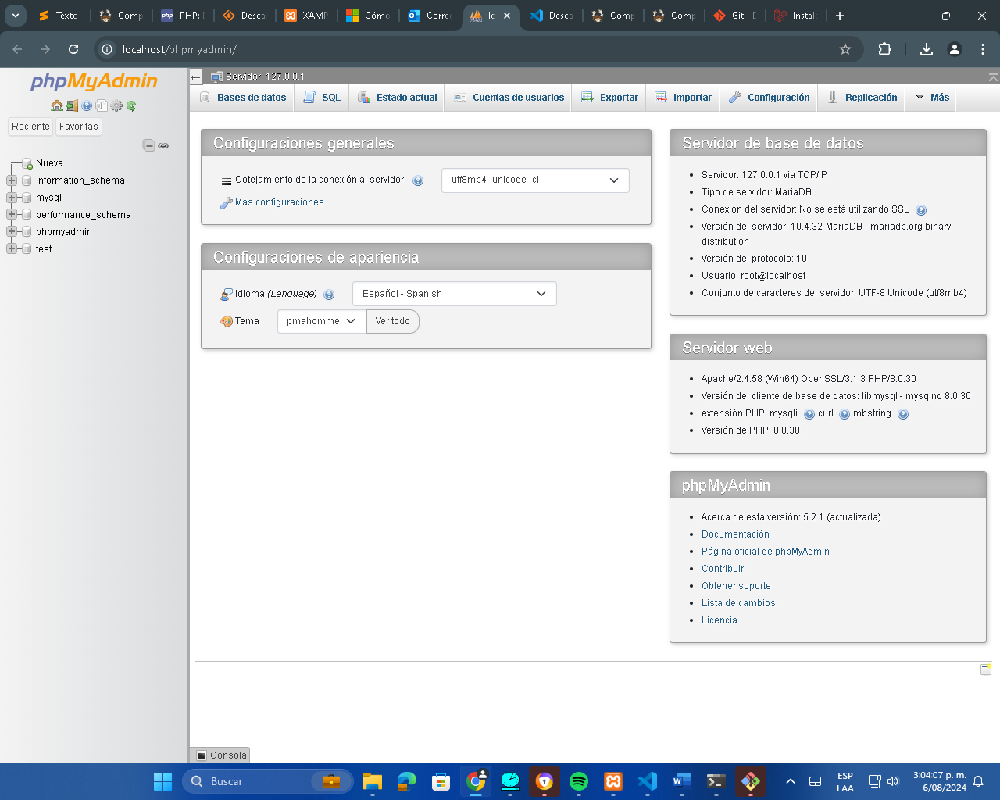 Texto
Comp
PHP: D
Desca
XAMP
Cómo
Corre
lo
Desca
Comp
Comp
Git - D
Instal
localhost/phpmyadmin/
phpMyAdmin
Reciente
Favoritas
Nueva
information_schema
mysql
performance_schema
phpmyadmin
test
Servidor: 127.0.0.1
Bases de datos
SQL
Estado actual
Cuentas de usuarios
Exportar
Importar
Configuración
Replicación
Más
Configuraciones generales
Cotejamiento de la conexión al servidor:
utf8mb4_unicode_ci
Más configuraciones
Configuraciones de apariencia
Idioma (Language)
Español - Spanish
Tema
pmahomme
Ver todo
Servidor de base de datos
Servidor: 127.0.0.1 via TCP/IP
Tipo de servidor: MariaDB
Conexión del servidor: No se está utilizando SSL
Versión del servidor: 10.4.32-MariaDB - mariadb.org binary
distribution
Versión del protocolo: 10
Usuario: root@localhost
Conjunto de caracteres del servidor: UTF-8 Unicode (utf8mb4)
Servidor web
Apache/2.4.58 (Win64) OpenSSL/3.1.3 PHP/8.0.30
Versión del cliente de base de datos: libmysql - mysqlnd 8.0.30
extensión PHP: mysqli curl mbstring
Versión de PHP: 8.0.30
phpMyAdmin
Acerca de esta versión: 5.2.1 (actualizada)
Documentación
Página oficial de phpMyAdmin
Contribuir
Obtener soporte
Lista de cambios
Licencia
Consola
Buscar
ESP
LAA
3:04:07 p. m.
6/08/2024